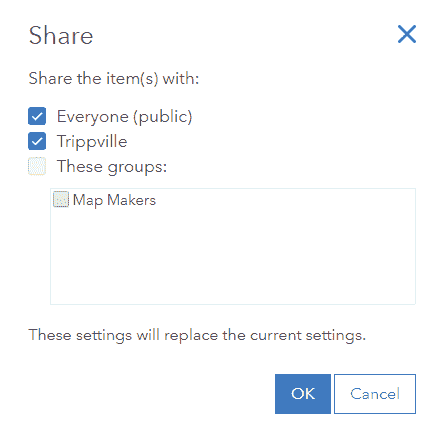 Share
Share the item(s) with:
Everyone (public)
Trippville
These groups:
Map Makers
These settings will replace the current settings.
OK Cancel